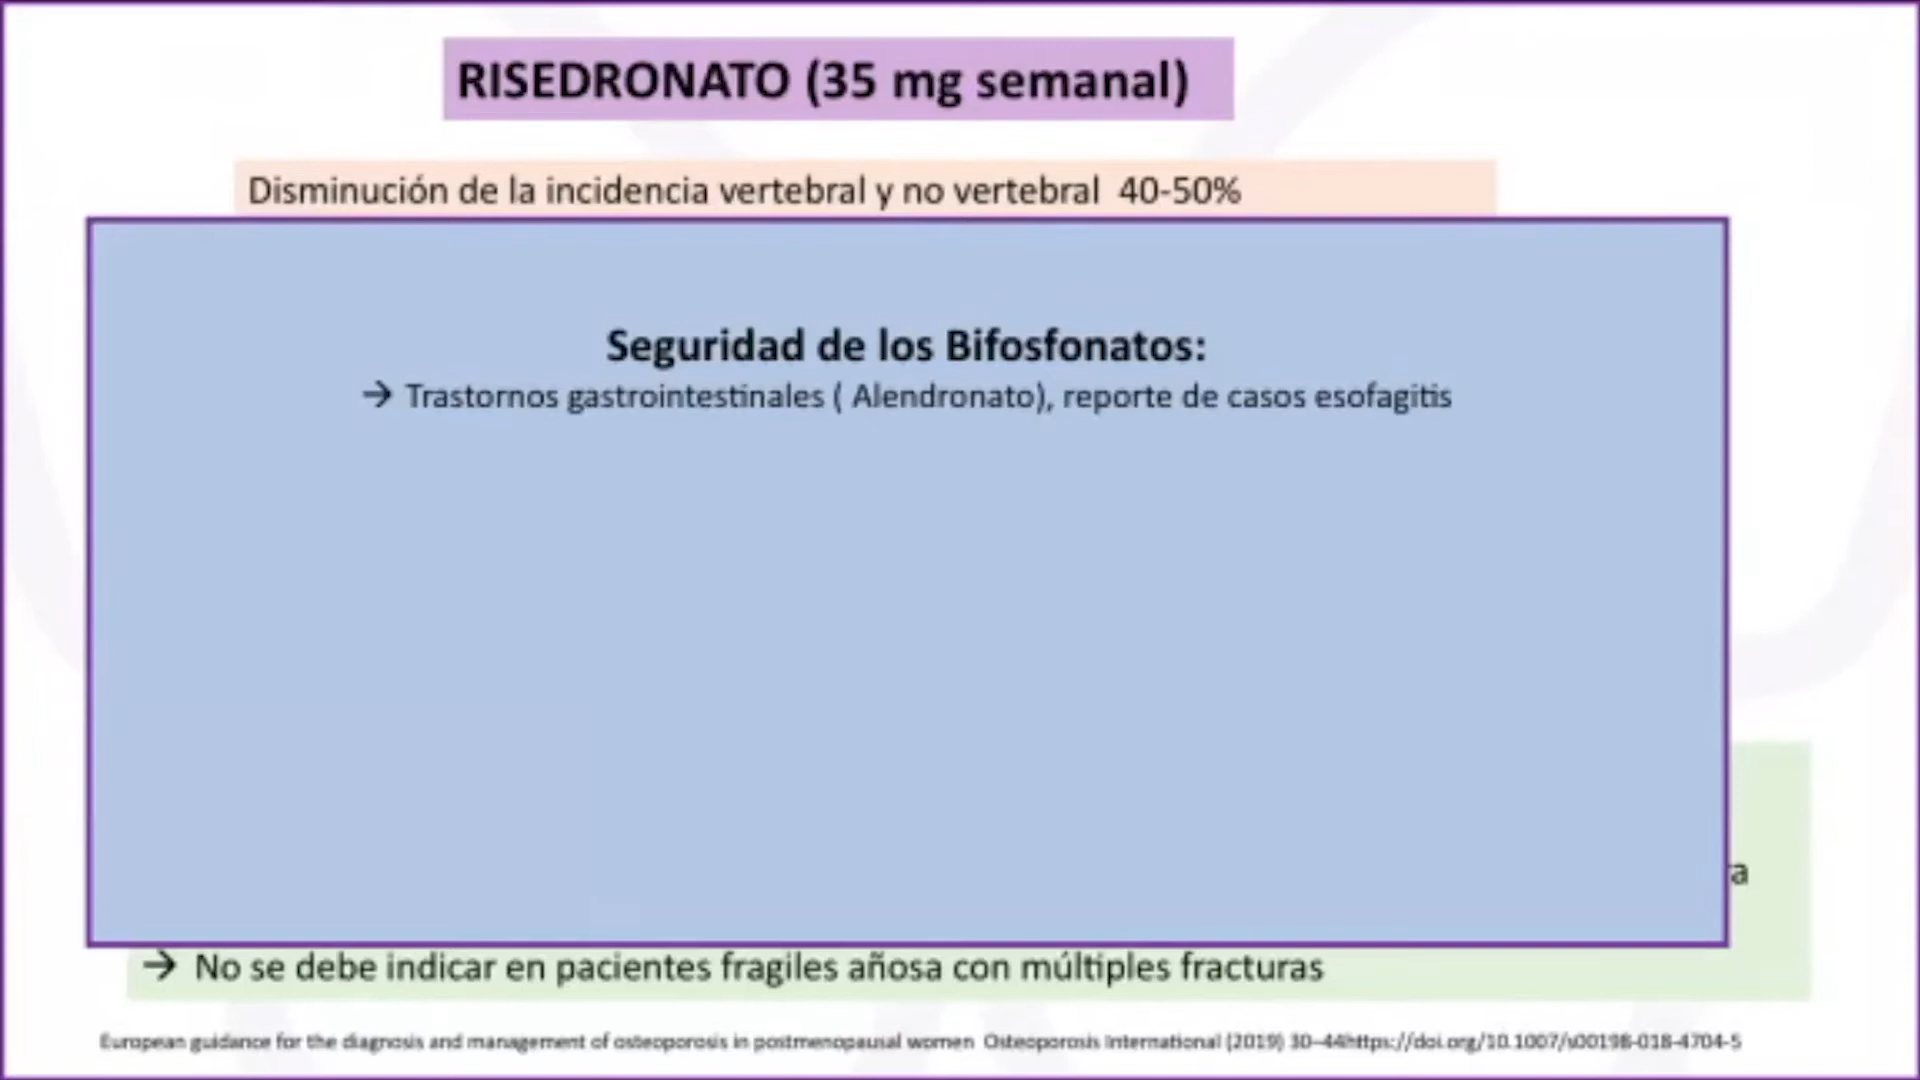 RISEDRONATO (35 mg semanal)
Disminución de la incidencia vertebral y no vertebral 40-50%
Seguridad de los Bifosfonatos:
→ Trastornos gastrointestinales ( Alendronato), reporte de casos esofagitis
→ No se debe indicar en pacientes fragiles añosa con múltiples fracturas
European guidance for the diagnosis and management of osteoporosis in postmenopausal women Osteoporosis International (2019) 30–44https://doi.org/10.1007/s00198-018-4704-5